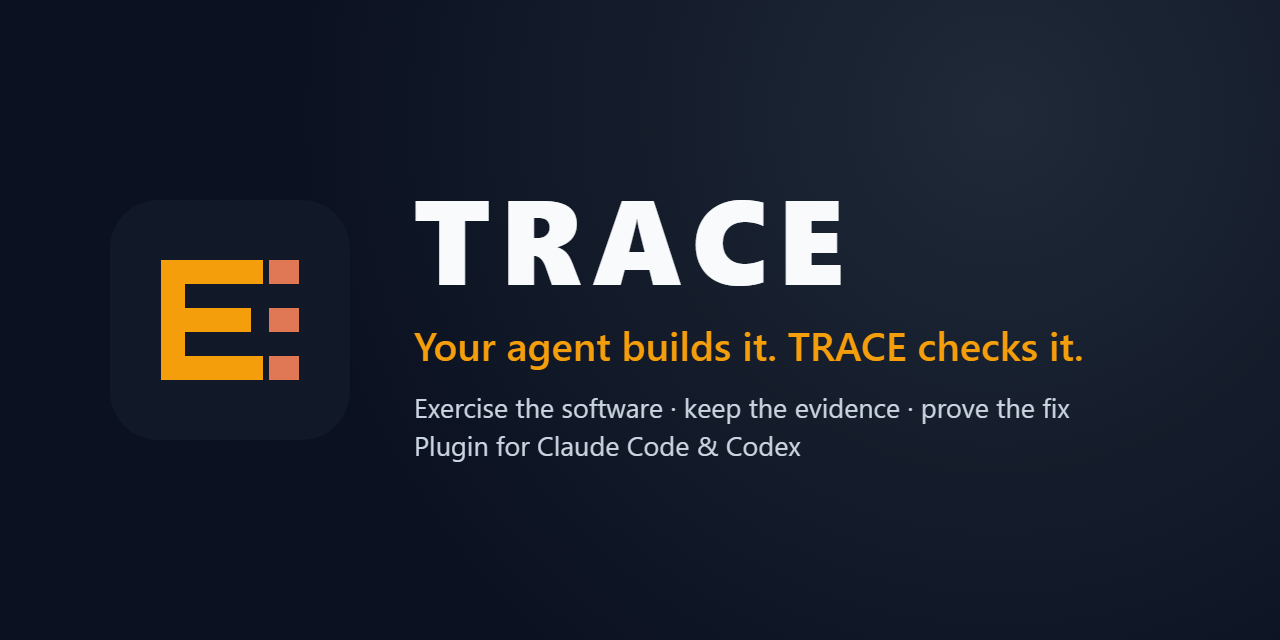 E
TRACE
Your agent builds it. TRACE checks it.
Exercise the software · keep the evidence · prove the fix
Plugin for Claude Code & Codex